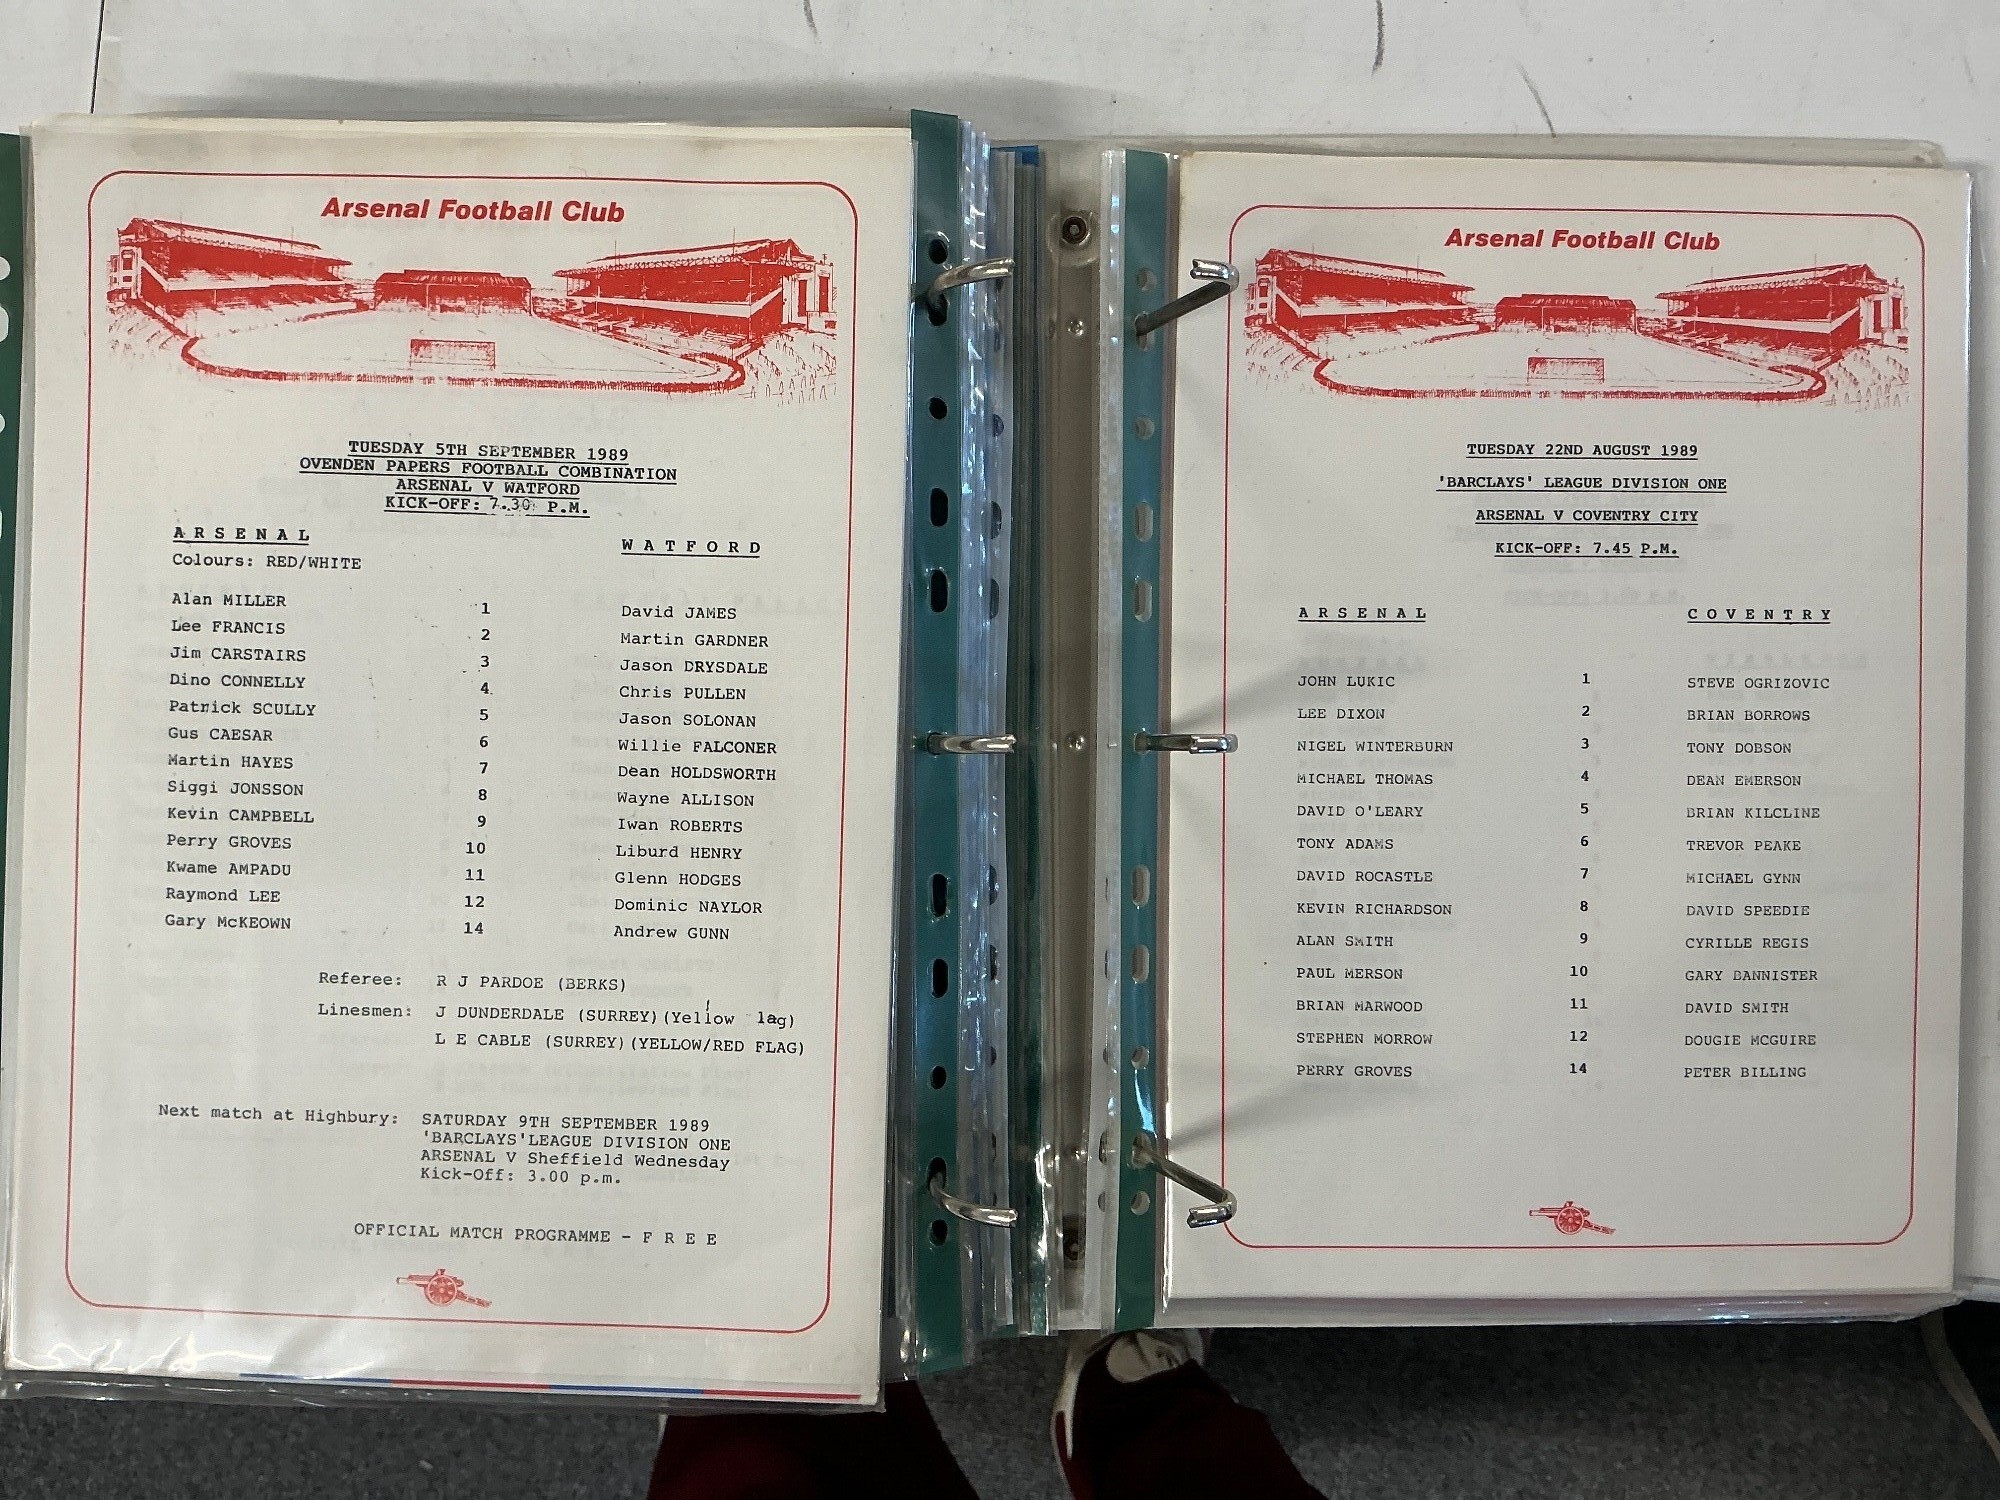 Arsenal Football Club
TUESDAY 5TH SEPTEMBER 1989
OVENDEN PAPERS FOOTBALL COMBINATION
ARSENAL V WATFORD
KICK-OFF: 7.30 P.M.
A R S E N A L
W A T F O R D
Colours: RED/WHITE
Alan MILLER 1 David JAMES
Lee FRANCIS 2 Martin GARDNER
Jim CARSTAIRS 3 Jason DRYSDALE
Dino CONNELLY 4 Chris PULLEN
Patrick SCULLY 5 Jason SOLONAN
Gus CAESAR 6 Willie FALCONER
Martin HAYES 7 Dean HOLDSWORTH
Siggi JONSSON 8 Wayne ALLISON
Kevin CAMPBELL 9 Iwan ROBERTS
Perry GROVES 10 Liburd HENRY
Kwame AMPADU 11 Glenn HODGES
Raymond LEE 12 Dominic NAYLOR
Gary McKEOWN 14 Andrew GUNN
Referee: R J PARDOE (BERKS)
Linesmen: J DUNDERDALE (SURREY)(Yellow lag)
L E CABLE (SURREY)(YELLOW/RED FLAG)
Next match at Highbury: SATURDAY 9TH SEPTEMBER 1989
'BARCLAYS'LEAGUE DIVISION ONE
ARSENAL V Sheffield Wednesday
Kick-Off: 3.00 p.m.
OFFICIAL MATCH PROGRAMME - F R E E
Arsenal Football Club
TUESDAY 22ND AUGUST 1989
'BARCLAYS' LEAGUE DIVISION ONE
ARSENAL V COVENTRY CITY
KICK-OFF: 7.45 P.M.
A R S E N A L C O V E N T R Y
JOHN LUKIC 1 STEVE OGRIZOVIC
LEE DIXON 2 BRIAN BORROWS
NIGEL WINTERBURN 3 TONY DOBSON
MICHAEL THOMAS 4 DEAN EMERSON
DAVID O'LEARY 5 BRIAN KILCLINE
TONY ADAMS 6 TREVOR PEAKE
DAVID ROCASTLE 7 MICHAEL GYNN
KEVIN RICHARDSON 8 DAVID SPEEDIE
ALAN SMITH 9 CYRILLE REGIS
PAUL MERSON 10 GARY BANNISTER
BRIAN MARWOOD 11 DAVID SMITH
STEPHEN MORROW 12 DOUGIE MCGUIRE
PERRY GROVES 14 PETER BILLING